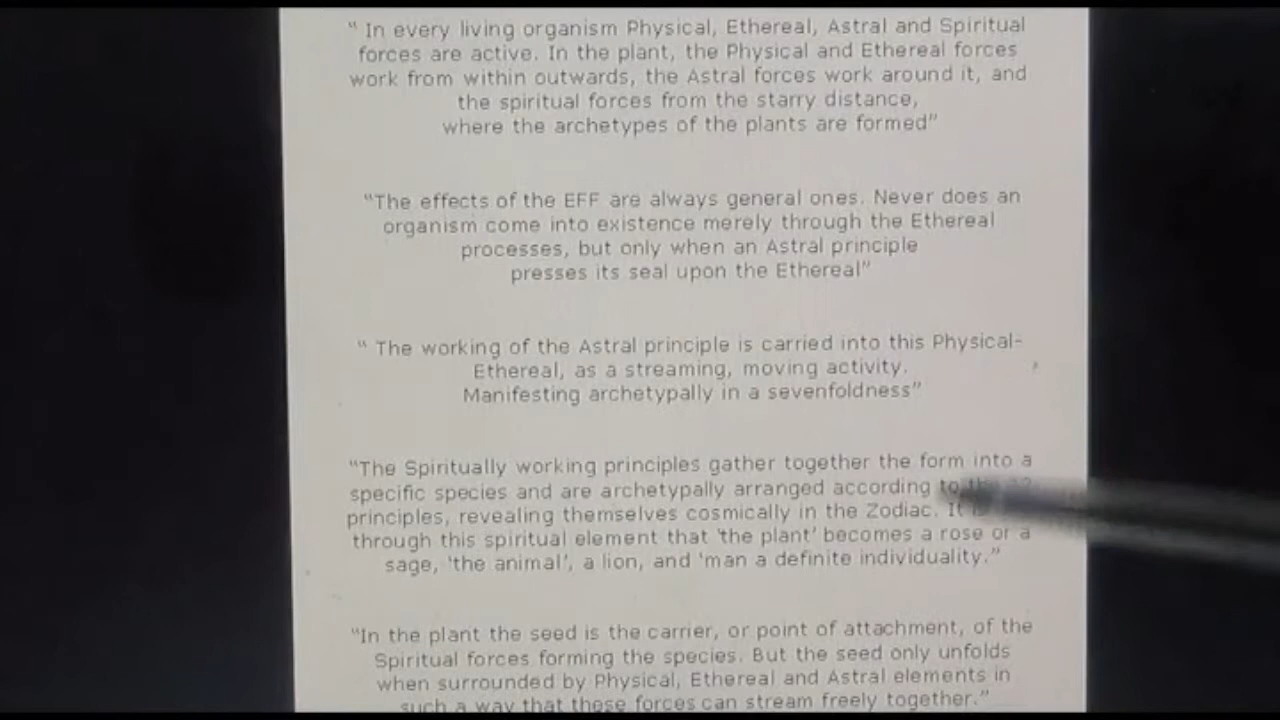 “ In every living organism Physical, Ethereal, Astral and Spiritual
forces are active. In the plant, the Physical and Ethereal forces
work from within outwards, the Astral forces work around it, and
the spiritual forces from the starry distance,
where the archetypes of the plants are formed”
“The effects of the EFF are always general ones. Never does an
organism come into existence merely through the Ethereal
processes, but only when an Astral principle
presses its seal upon the Ethereal”
“ The working of the Astral principle is carried into this Physical-
Ethereal, as a streaming, moving activity.
Manifesting archetypally in a sevenfoldness”
“The Spiritually working principles gather together the form into a
specific species and are archetypally arranged according to the 12
principles, revealing themselves cosmically in the Zodiac. It is
through this spiritual element that ‘the plant’ becomes a rose or a
sage, ‘the animal’, a lion, and ‘man a definite individuality.”
“In the plant the seed is the carrier, or point of attachment, of the
Spiritual forces forming the species. But the seed only unfolds
when surrounded by Physical, Ethereal and Astral elements in
such a way that these forces can stream freely together.”